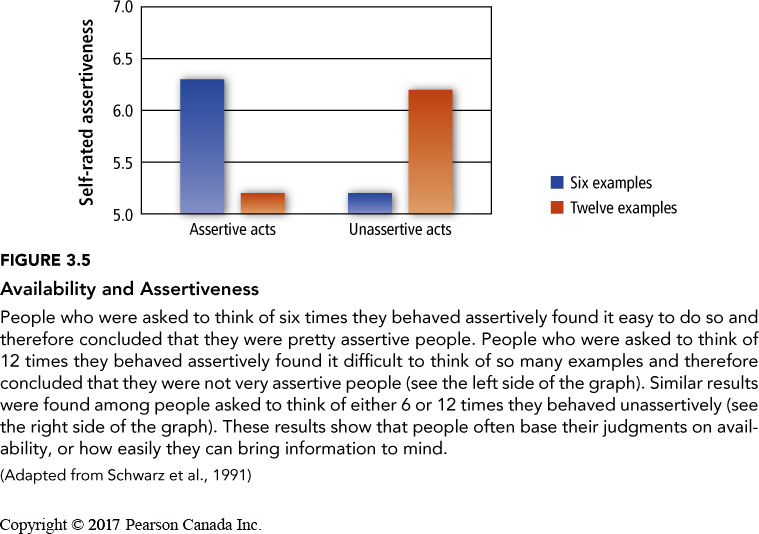 7.0
6.5
6.0
5.5
5.0
Self-rated assertiveness
Assertive acts
Unassertive acts
Six examples
Twelve examples
FIGURE 3.5
Availability and Assertiveness
People who were asked to think of six times they behaved assertively found it easy to do so and
therefore concluded that they were pretty assertive people. People who were asked to think of
12 times they behaved assertively found it difficult to think of so many examples and therefore
concluded that they were not very assertive people (see the left side of the graph). Similar results
were found among people asked to think of either 6 or 12 times they behaved unassertively (see
the right side of the graph). These results show that people often base their judgments on avail-
ability, or how easily they can bring information to mind.
(Adapted from Schwarz et al., 1991)
Copyright © 2017 Pearson Canada Inc.